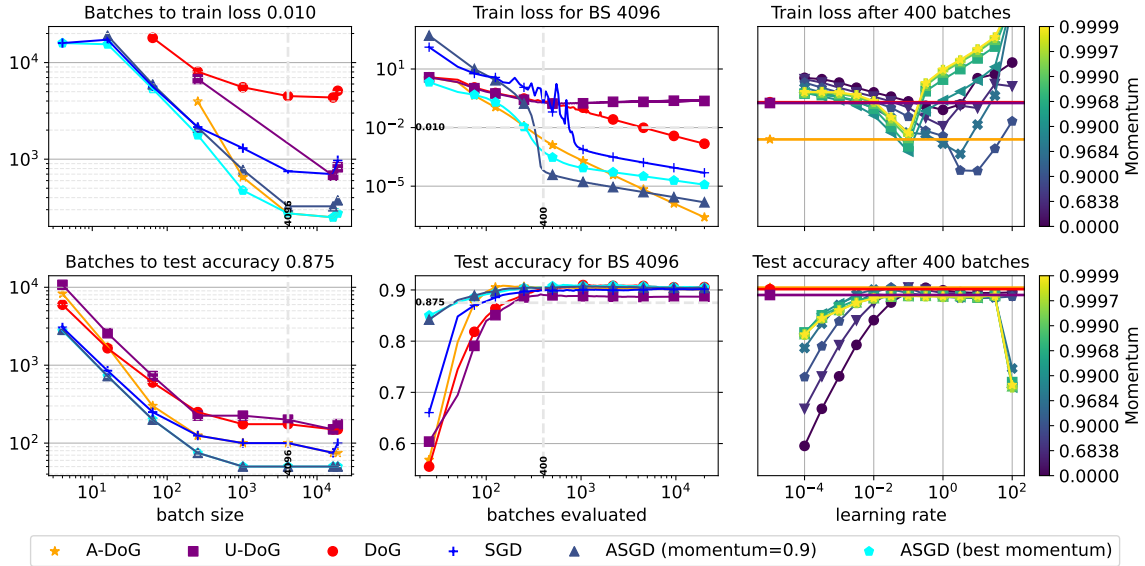 Batches to train loss 0.010
Train loss for BS 4096
Train loss after 400 batches
10^4
10^3
4096
10^1
10^-2
10^-5
0.010
400
0.9999
0.9997
0.9990
0.9968
0.9900
0.9684
0.9000
0.6838
0.0000
Momentum
Batches to test accuracy 0.875
Test accuracy for BS 4096
Test accuracy after 400 batches
10^4
10^3
10^2
4096
10^1
10^2
10^3
10^4
batch size
0.9
0.8
0.7
0.6
0.875
400
10^2
10^3
10^4
batches evaluated
10^-4
10^-2
10^0
10^2
learning rate
0.9999
0.9997
0.9990
0.9968
0.9900
0.9684
0.9000
0.6838
0.0000
Momentum
A-DoG
U-DoG
DoG
SGD
ASGD (momentum=0.9)
ASGD (best momentum)